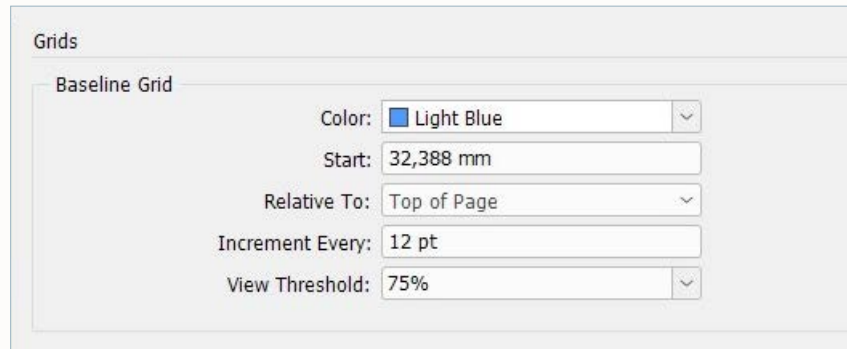 Grids
Baseline Grid
Color: Light Blue
Start: 32,388 mm
Relative To: Top of Page
Increment Every: 12 pt
View Threshold: 75%